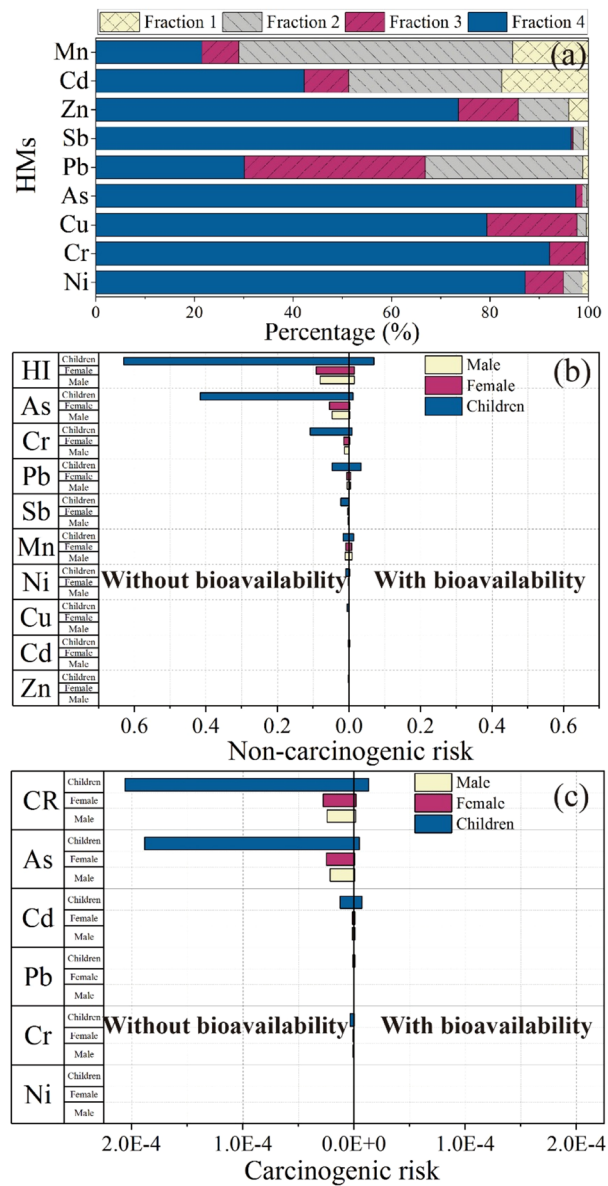 Fraction 1 Fraction 2 Fraction 3 Fraction 4
(a)
HMs
Mn
Cd
Zn
Sb
Pb
As
Cu
Cr
Ni
0 20 40 60 80 100
Percentage (%)
(b)
Male
Female
Children
HI Children
Female
Male
As Children
Female
Male
Cr Children
Female
Male
Pb Children
Female
Male
Sb Children
Female
Male
Mn Children
Female
Male
Ni Children
Female
Male
Cu Children
Female
Male
Cd Children
Female
Male
Zn Children
Female
Male
Without bioavailability With bioavailability
0.6 0.4 0.2 0.0 0.2 0.4 0.6
Non-carcinogenic risk
(c)
Male
Female
Children
CR Children
Female
Male
As Children
Female
Male
Cd Children
Female
Male
Pb Children
Female
Male
Cr Children
Female
Male
Ni Children
Female
Male
Without bioavailability With bioavailability
2.0E-4 1.0E-4 0.0E+0 1.0E-4 2.0E-4
Carcinogenic risk